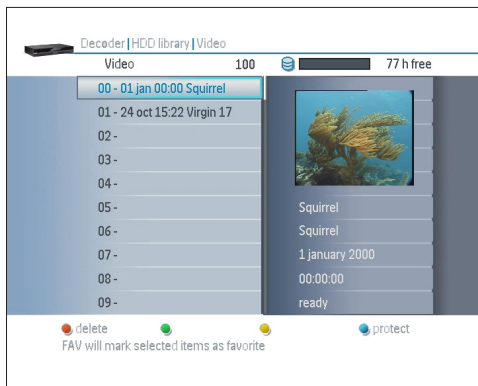 Decoder|HDD library|Video
Video 100 77 h free
00 - 01 jan 00:00 Squirrel
01 - 24 oct 15:22 Virgin 17
02 -
03 -
04 -
05 -
06 -
07 -
08 -
09 -
Squirrel
Squirrel
1 january 2000
00:00:00
ready
delete protect
FAV will mark selected items as favorite